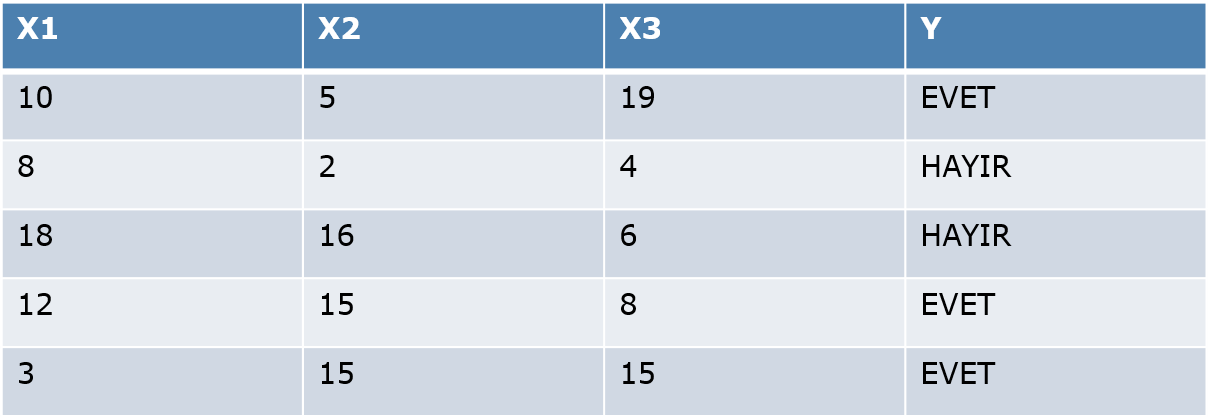 X1 X2 X3 Y
10 5 19 EVET
8 2 4 HAYIR
18 16 6 HAYIR
12 15 8 EVET
3 15 15 EVET